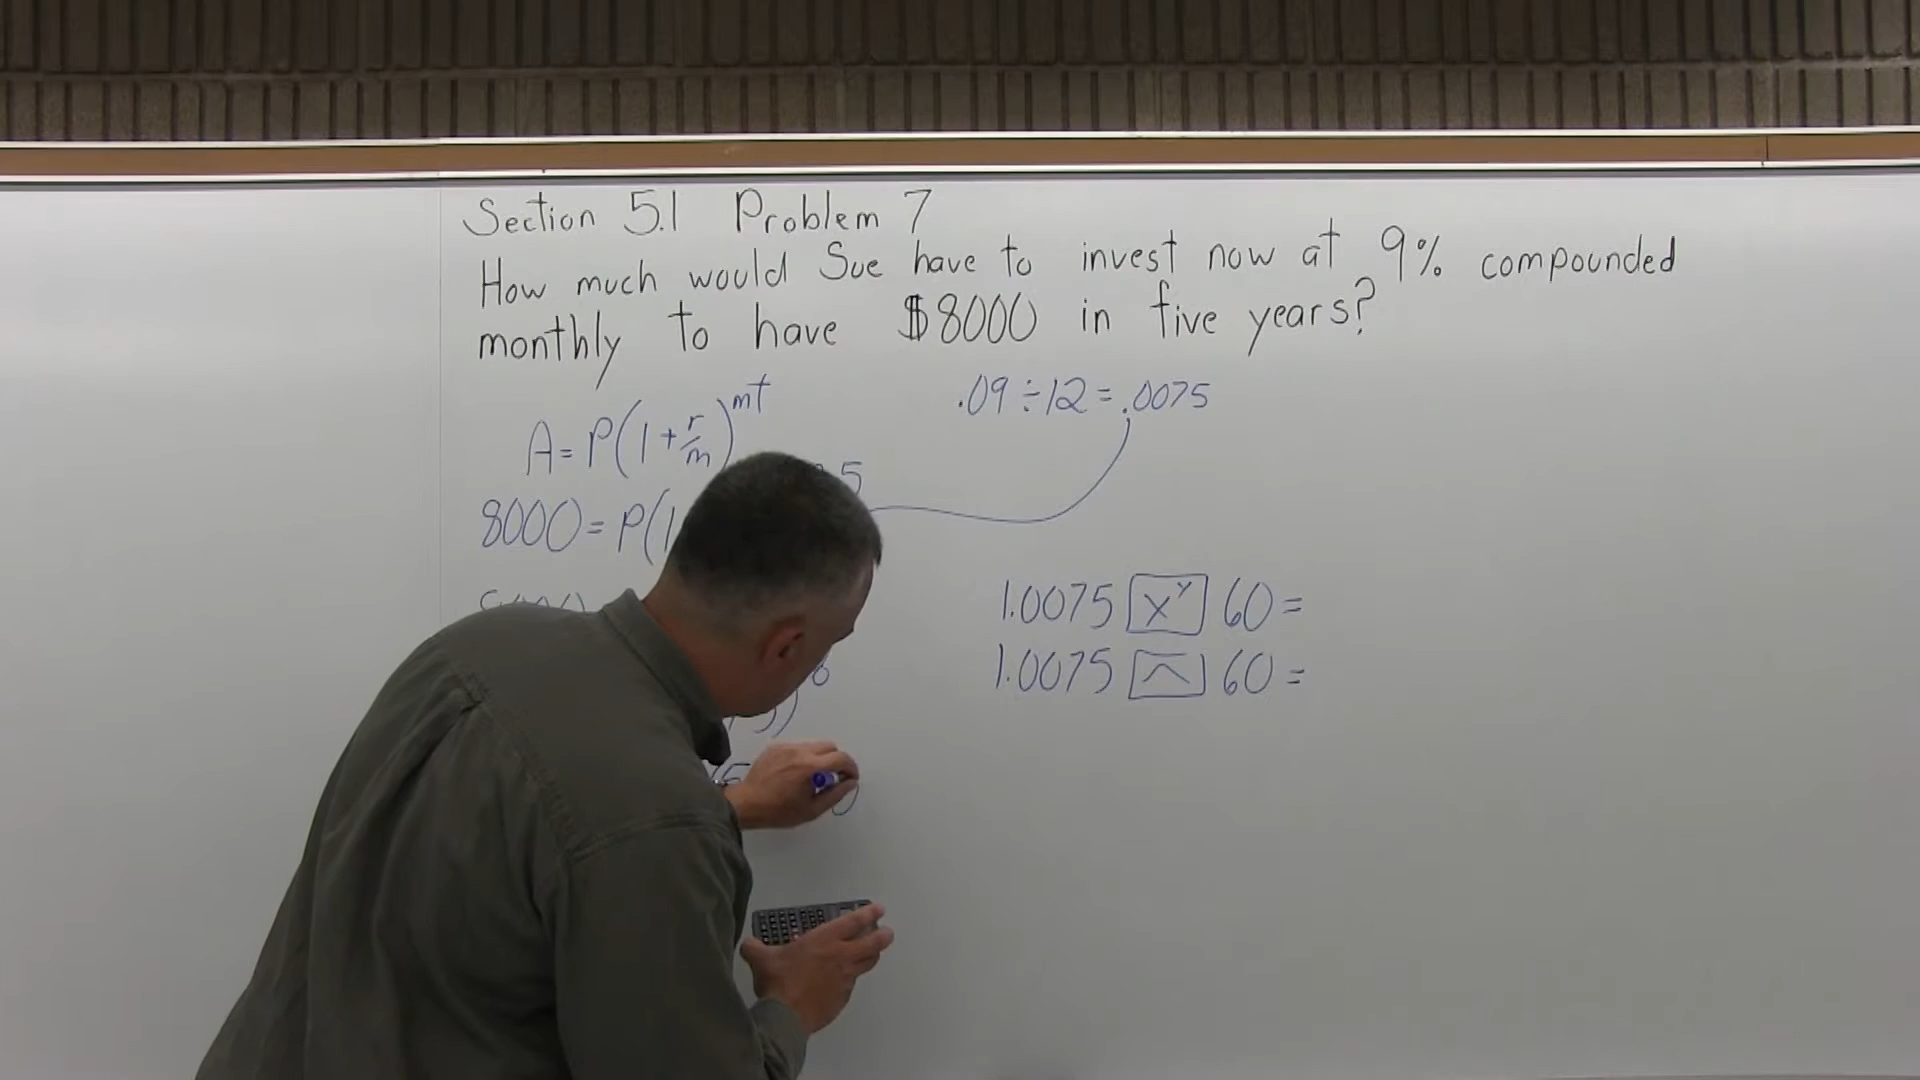 Section 5.1 Problem 7
How much would Sue have to invest now at 9% compounded
monthly to have $8000 in five years?
A=P(1+r/m)^mt
.09÷12=.0075
5
8000=P(1
1.0075 x^y 60=
1.0075 ^ 60=